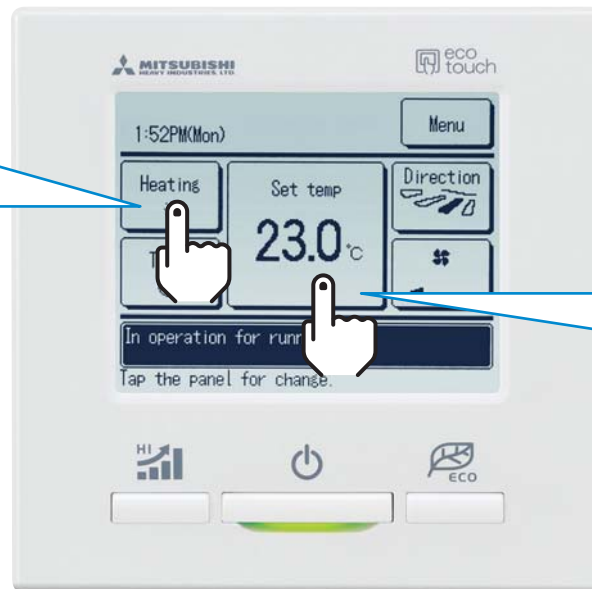 MITSUBISHI
HEAVY INDUSTRIES, LTD
eco
touch
1:52PM(Mon)
Menu
Heating
Set temp
Direction
23.0 °C
In operation for
Tap the panel for change.
HI
ECO